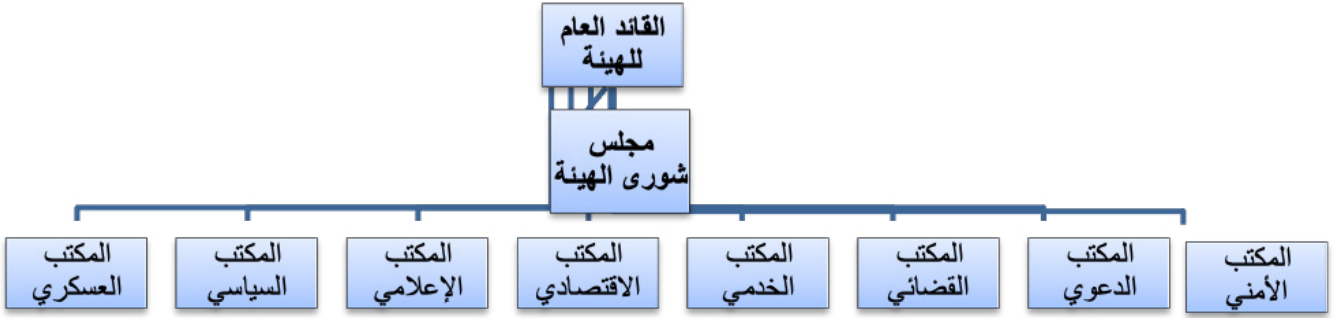 القائد العام
للهيئة
مجلس
شورى الهيئة
المكتب
الأمني
المكتب
الدعوي
المكتب
القضائي
المكتب
الخدمي
المكتب
الاقتصادي
المكتب
الإعلامي
المكتب
السياسي
المكتب
العسكري